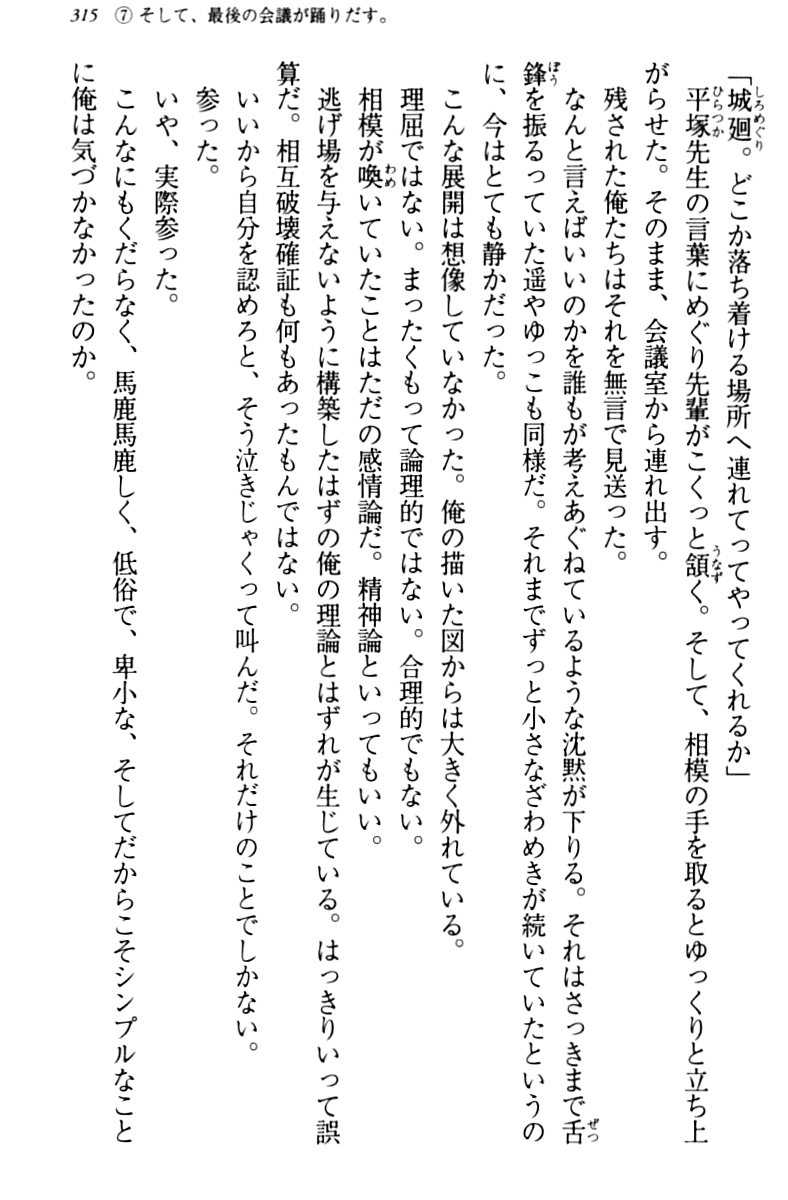 315 ⑦ そして、最後の会議が踊りだす。
「城廻。どこか落ち着ける場所へ連れてってやってくれるか」
平塚先生の言葉にめぐり先輩がこくっと頷く。そして、相模の手を取るとゆっくりと立ち上
がらせた。そのまま、会議室から連れ出す。
残された俺たちはそれを無言で見送った。
なんと言えばいいのかを誰もが考えあぐねているような沈黙が下りる。それはさっきまで舌
鋒を振るっていた遥やゆっこも同様だ。それまでずっと小さなざわめきが続いていたというの
に、今はとても静かだった。
こんな展開は想像していなかった。俺の描いた図からは大きく外れている。
理屈ではない。まったくもって論理的ではない。合理的でもない。
相模が喚いていたことはただの感情論だ。精神論といってもいい。
逃げ場を与えないように構築したはずの俺の理論とはずれが生じている。はっきりいって誤
算だ。相互破壊確証も何もあったもんではない。
いいから自分を認めろと、そう泣きじゃくって叫んだ。それだけのことでしかない。
参った。
いや、実際参った。
こんなにもくだらなく、馬鹿馬鹿しく、低俗で、卑小な、そしてだからこそシンプルなこと
に俺は気づかなかったのか。